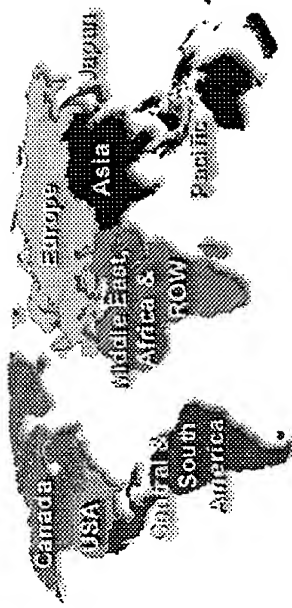 Canada
USA
Central &
South
America
Europe
Middle East,
Africa &
ROW
Asia
Japan
Pacific